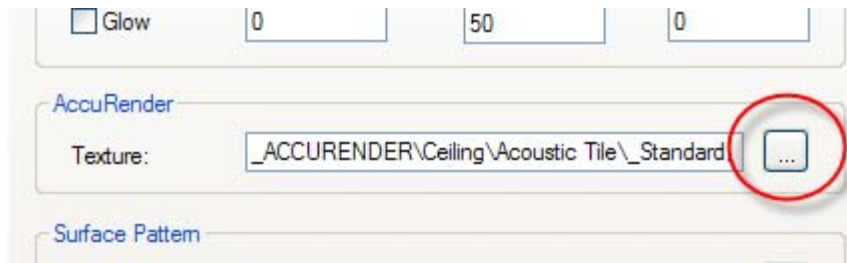 Glow 0 50 0
AccuRender
Texture: _ACCURENDER\Ceiling\Acoustic Tile\_Standard ...
Surface Pattern